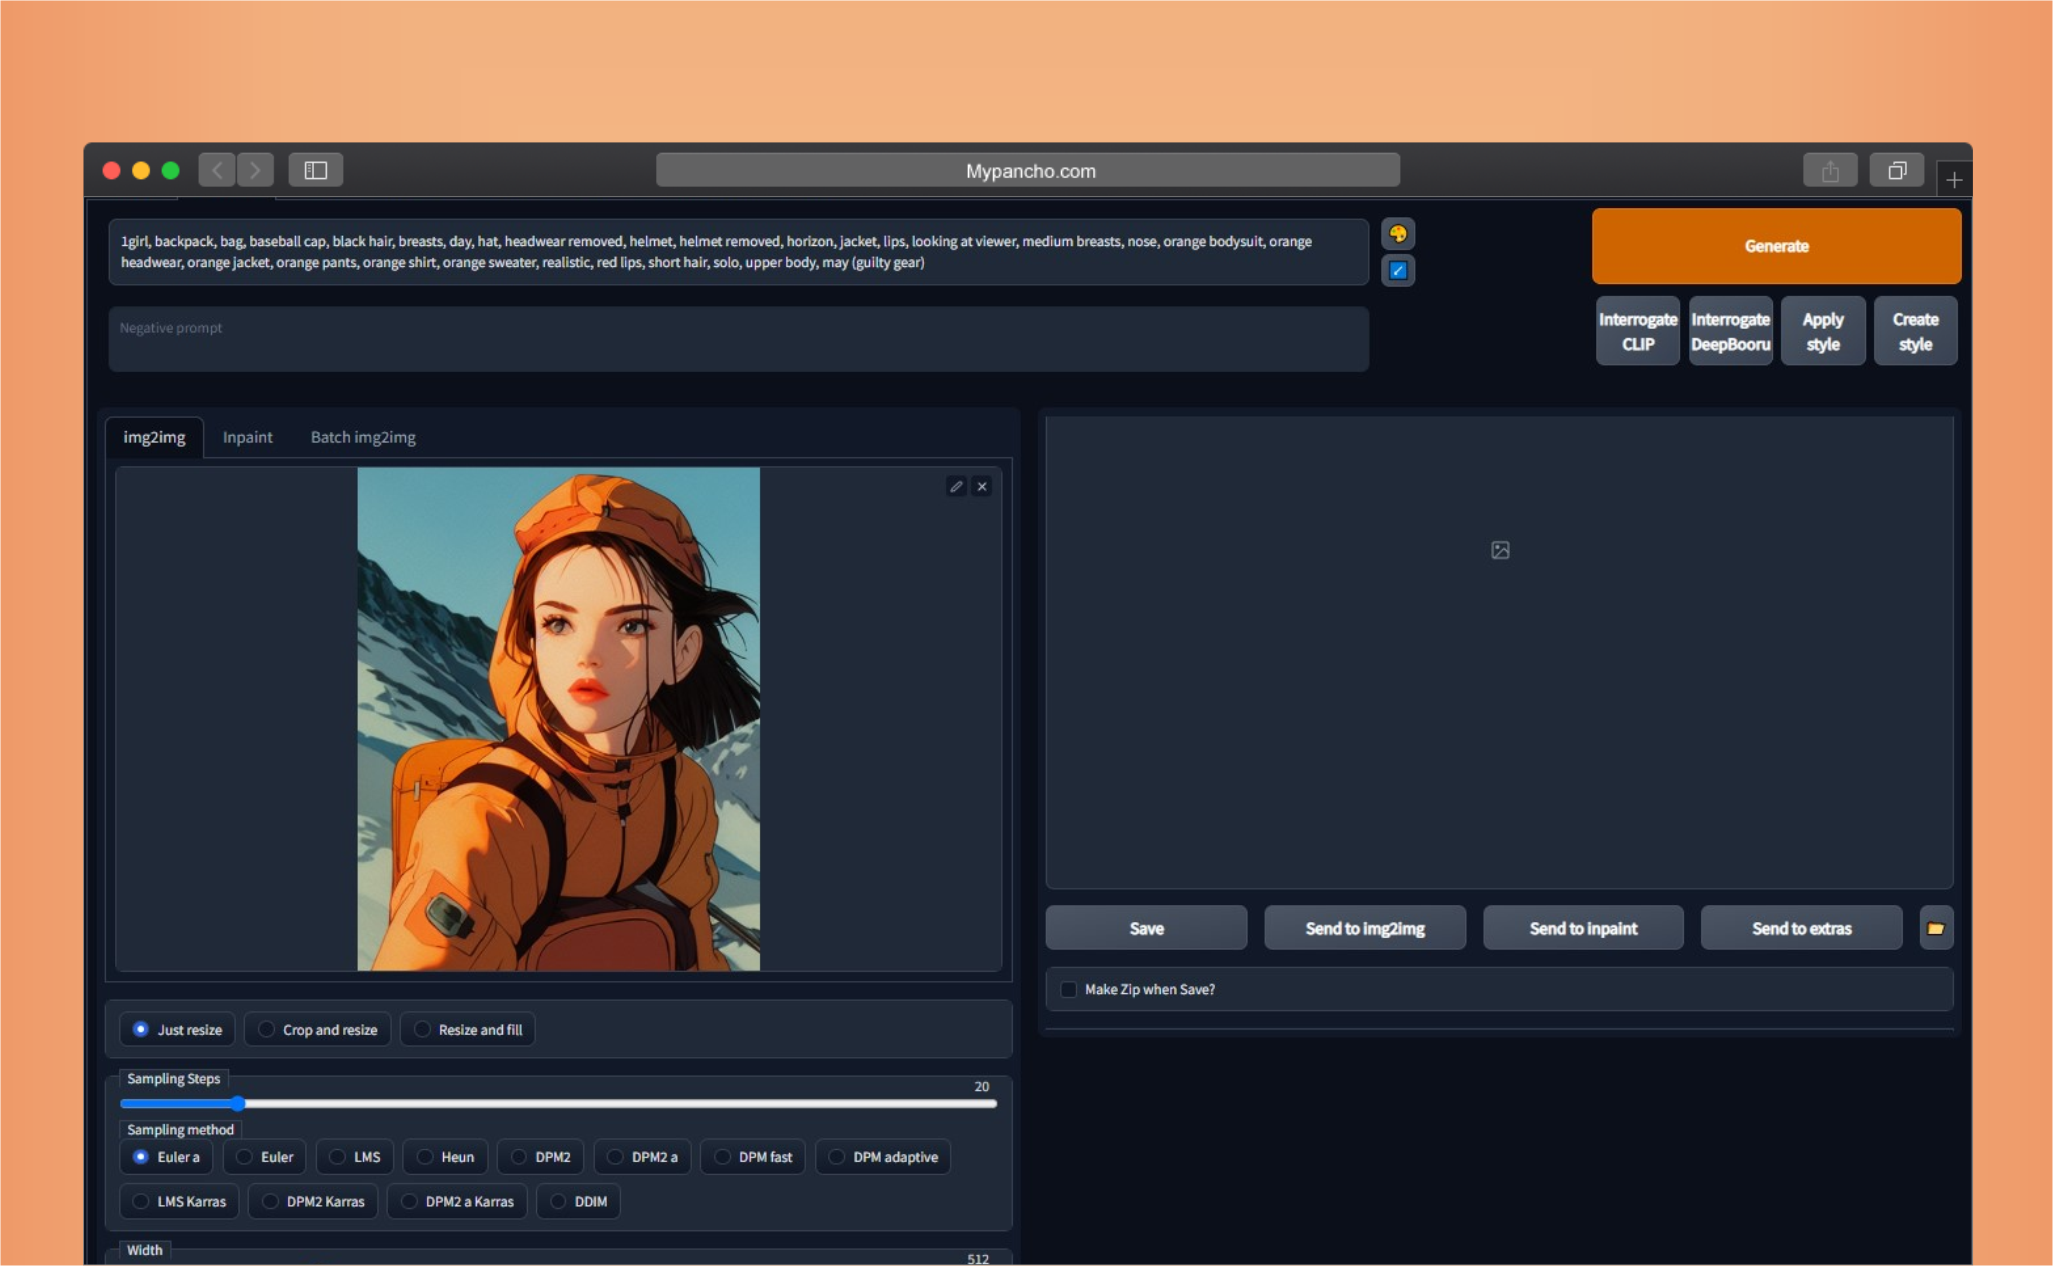 Mypancho.com
1girl, backpack, bag, baseball cap, black hair, breasts, day, hat, headwear removed, helmet, helmet removed, horizon, jacket, lips, looking at viewer, medium breasts, nose, orange bodysuit, orange
headwear, orange jacket, orange pants, orange shirt, orange sweater, realistic, red lips, short hair, solo, upper body, may (guilty gear)
Generate
Negative prompt
Interrogate
CLIP
Interrogate
DeepBooru
Apply
style
Create
style
img2img
Inpaint
Batch img2img
Save
Send to img2img
Send to inpaint
Send to extras
Make Zip when Save?
Just resize
Crop and resize
Resize and fill
Sampling Steps
20
Sampling method
Euler a
Euler
LMS
Heun
DPM2
DPM2 a
DPM fast
DPM adaptive
LMS Karras
DPM2 Karras
DPM2 a Karras
DDIM
Width
512